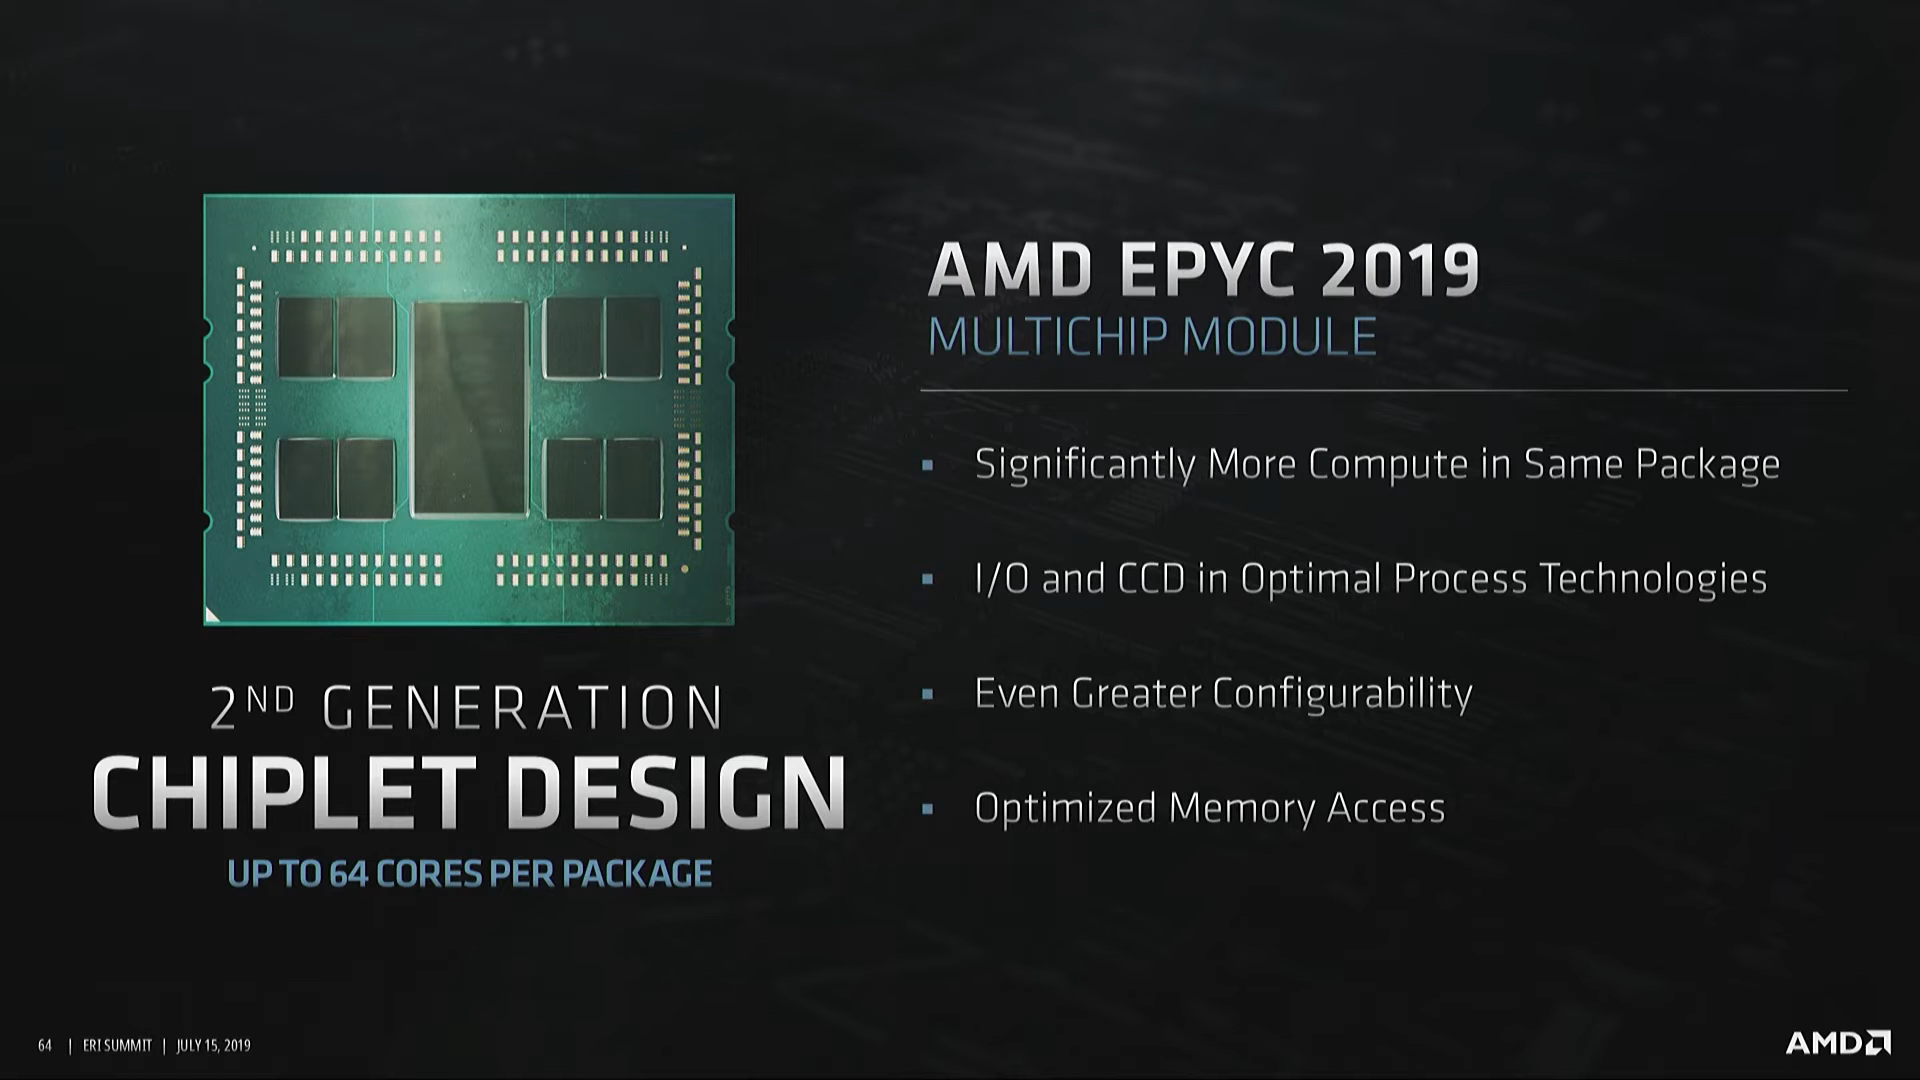 AMD EPYC 2019
MULTICHIP MODULE
Significantly More Compute in Same Package
I/O and CCD in Optimal Process Technologies
Even Greater Configurability
Optimized Memory Access
2ND GENERATION
CHIPLET DESIGN
UP TO 64 CORES PER PACKAGE
64 | ERI SUMMIT | JULY 15, 2019
AMD